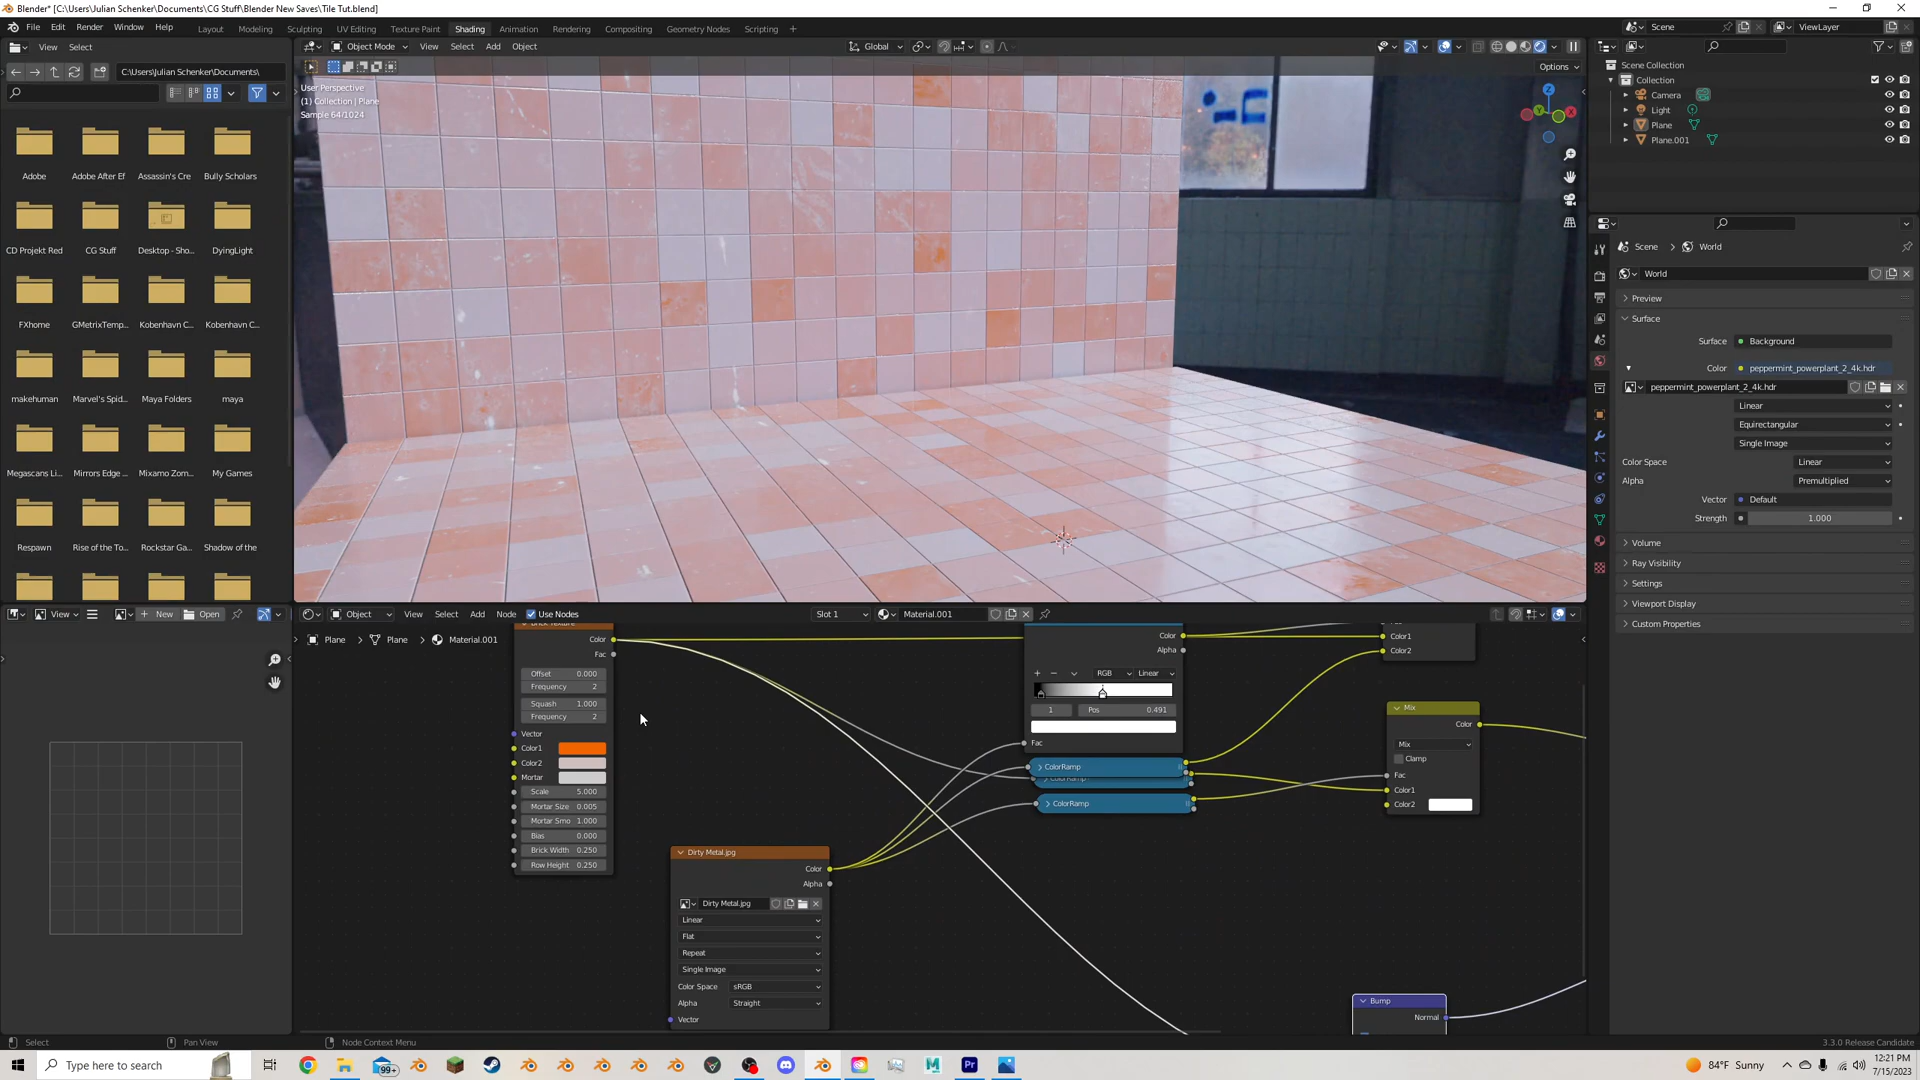 Blender* [C:\Users\Julian Schenker\Documents\CG Stuff\Blender New Saves\Tile Tut.blend]
File Edit Render Window Help Layout Modeling Sculpting UV Editing Texture Paint Shading Animation Rendering Compositing Geometry Nodes Scripting + Scene ViewLayer
View Select
Object Mode View Select Add Object Global
C:\Users\Julian Schenker\Documents\
Options
User Perspective
(1) Collection | Plane
Sample 64/1024
Adobe
Adobe After Ef
Assassin's Cre
Bully Scholars
CD Projekt Red
CG Stuff
Desktop - Sho...
DyingLight
FXhome
GMetrixTemp...
Kobenhavn C...
Kobenhavn C...
makehuman
Marvel's Spid...
Maya Folders
maya
Megascans Li...
Mirrors Edge ...
Mixamo Zom...
My Games
Respawn
Rise of the To...
Rockstar Ga...
Shadow of the
Z
Y
X
Scene Collection
Collection
Camera
Light
Plane
Plane.001
Scene World
World
Preview
Surface
Surface Background
Color peppermint_powerplant_2_4k.hdr
peppermint_powerplant_2_4k.hdr
Linear
Equirectangular
Single Image
Color Space Linear
Alpha Premultiplied
Vector Default
Strength 1.000
Volume
Ray Visibility
Settings
Viewport Display
Custom Properties
View New Open
Object View Select Add Node Use Nodes Slot 1 Material.001
Plane Plane Material.001
Brick Texture
Color
Fac
Offset 0.000
Frequency 2
Squash 1.000
Frequency 2
Vector
Color1
Color2
Mortar
Scale 5.000
Mortar Size 0.005
Mortar Smo 1.000
Bias 0.000
Brick Width 0.250
Row Height 0.250
Dirty Metal.jpg
Color
Alpha
Dirty Metal.jpg
Linear
Flat
Repeat
Single Image
Color Space sRGB
Alpha Straight
Vector
Color
Alpha
RGB Linear
1 Pos 0.491
Fac
ColorRamp
ColorRamp
ColorRamp
Color1
Color2
Mix
Color
Mix
Clamp
Fac
Color1
Color2
Bump
Normal
Select Pan View Node Context Menu 3.3.0 Release Candidate
Type here to search
99+
84°F Sunny
12:21 PM
7/15/2023